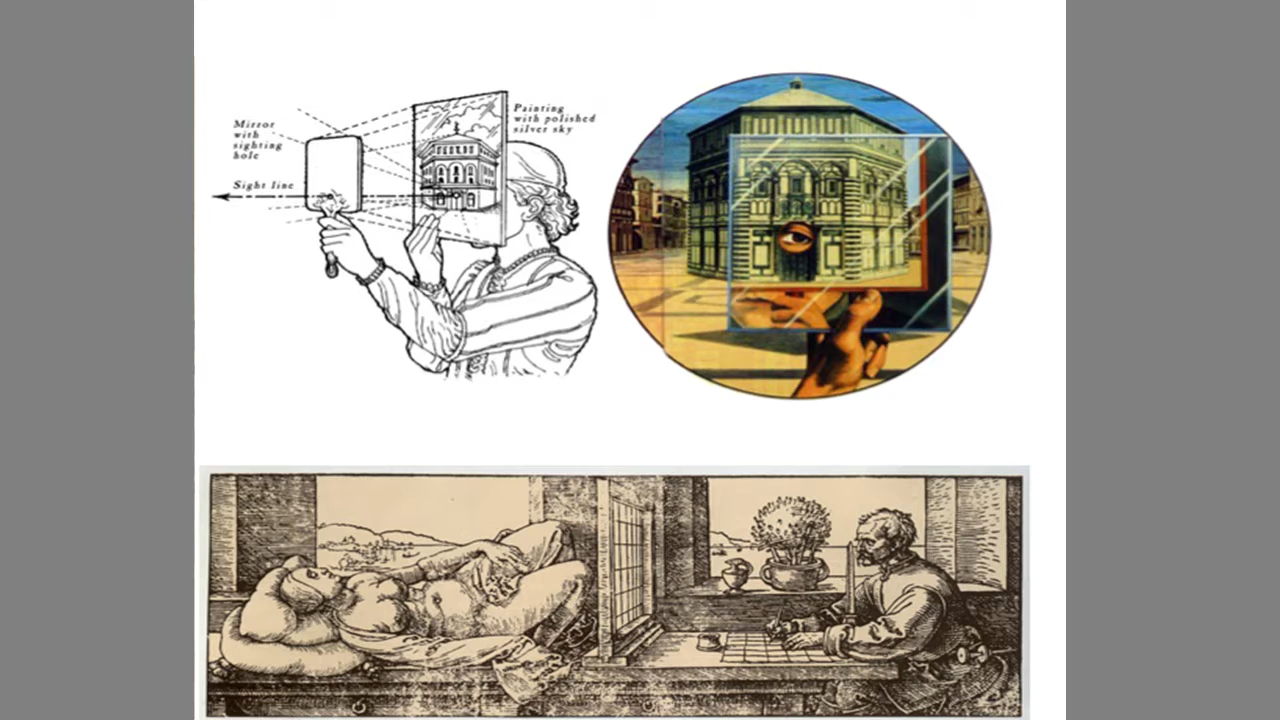 Mirror
with
sighting
hole
Sight line
Painting
with polished
silver sky